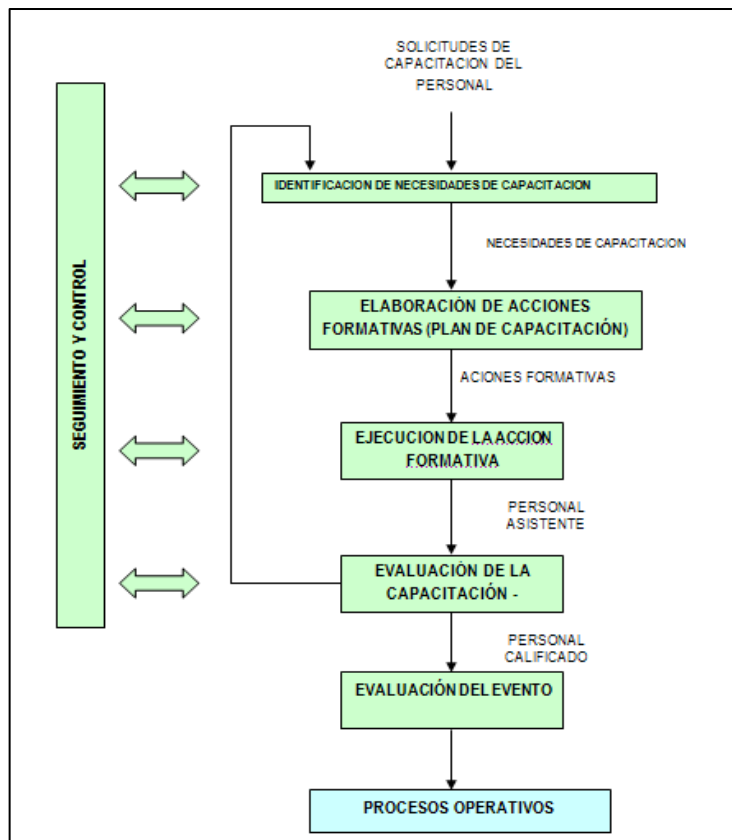 SOLICITUDES DE
CAPACITACION DEL
PERSONAL
SEGUIMIENTO Y CONTROL
IDENTIFICACION DE NECESIDADES DE CAPACITACION
NECESIDADES DE CAPACITACION
ELABORACIÓN DE ACCIONES
FORMATIVAS (PLAN DE CAPACITACIÓN)
ACIONES FORMATIVAS
EJECUCION DE LA ACCION
FORMATIVA
PERSONAL
ASISTENTE
EVALUACIÓN DE LA
CAPACITACIÓN -
PERSONAL
CALIFICADO
EVALUACIÓN DEL EVENTO
PROCESOS OPERATIVOS